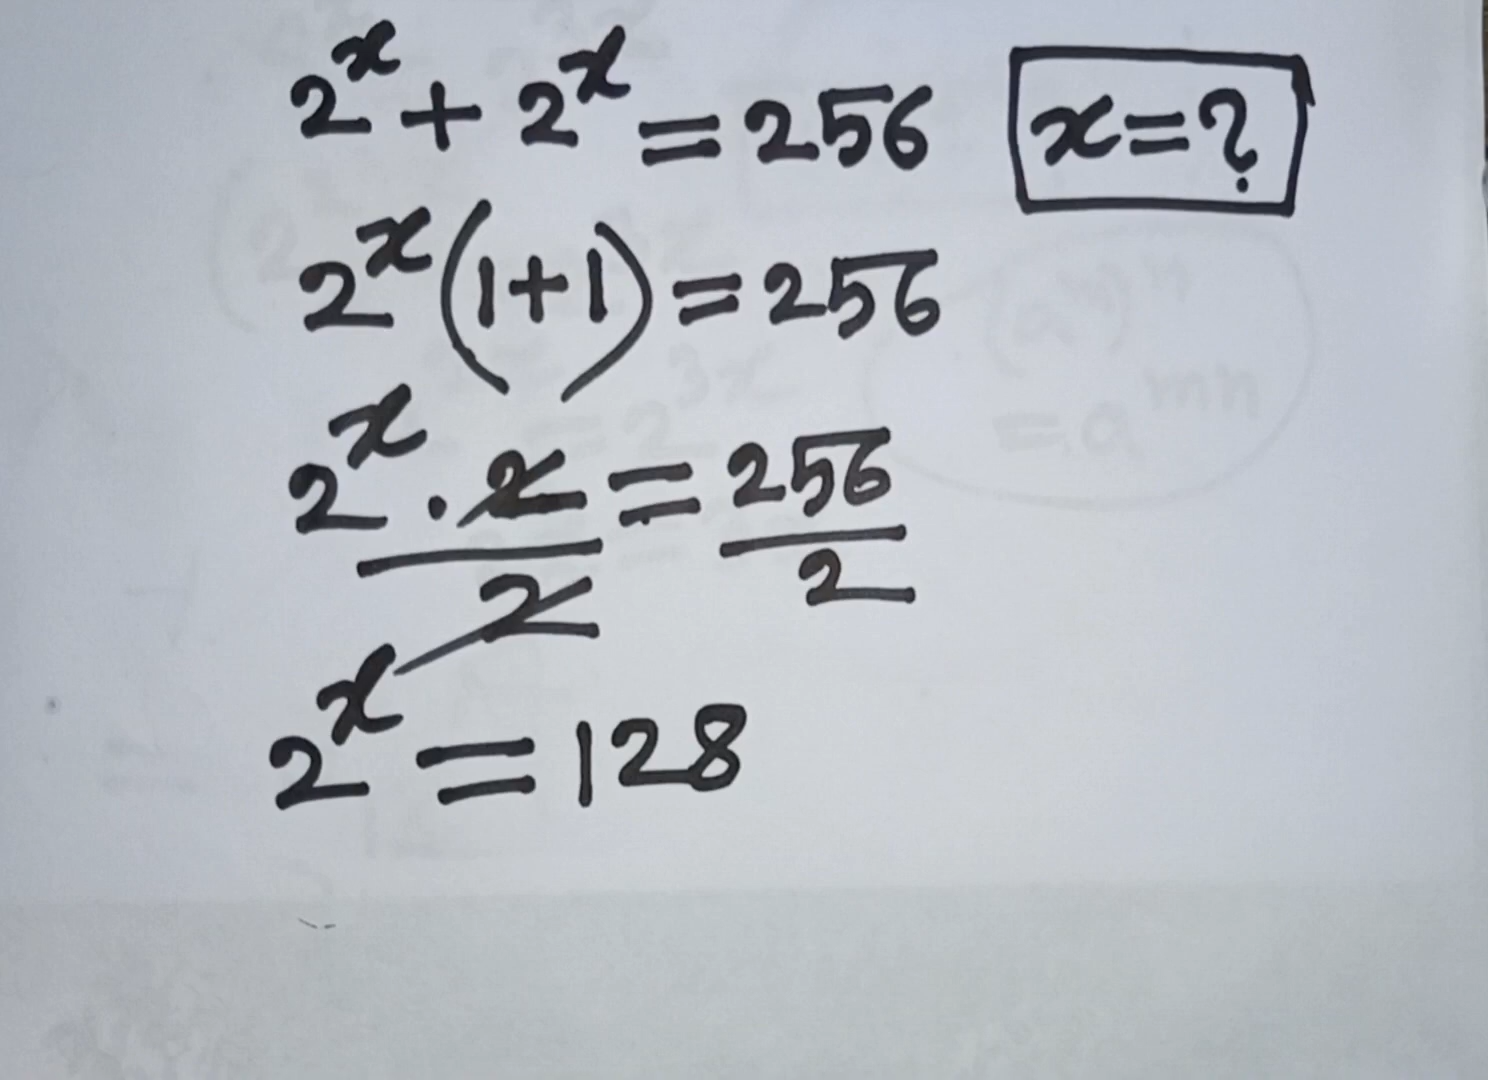 2^x + 2^x = 256 x = ?
2^x (1+1) = 256
2^x . 2 / 2 = 256 / 2
2^x = 128